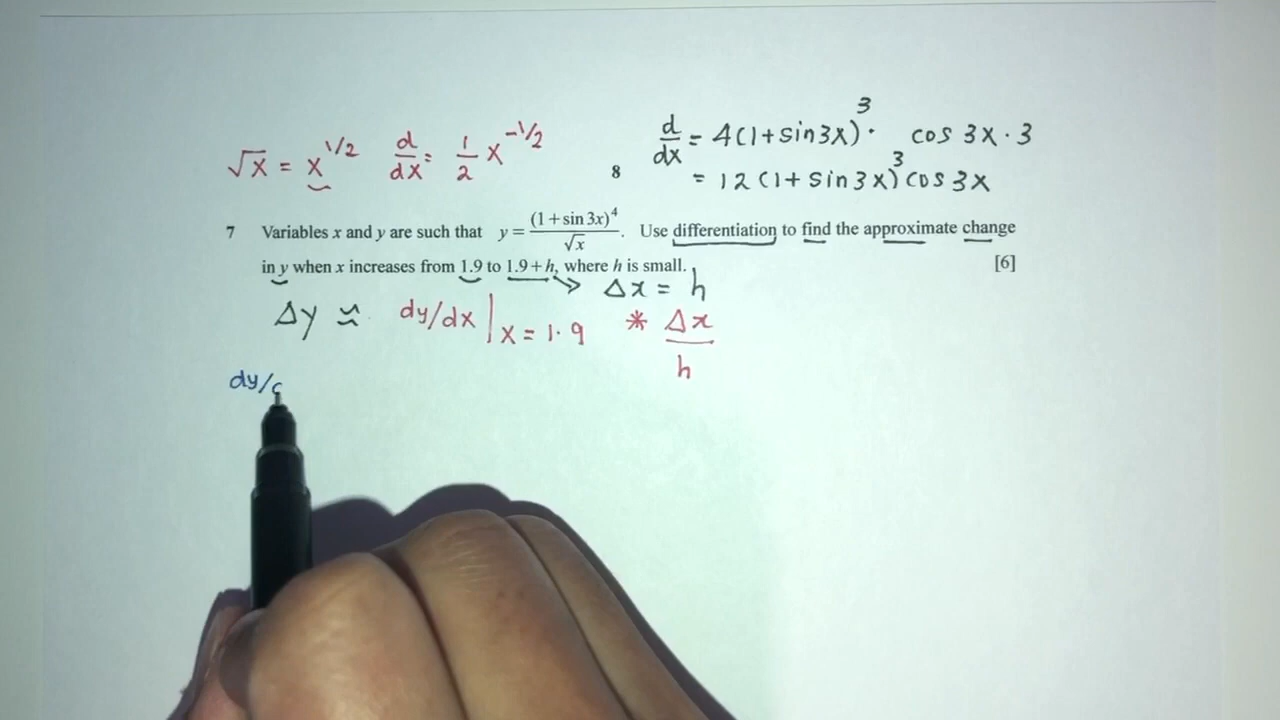 √x = x^1/2 d/dx = 1/2 x^-1/2
d/dx = 4(1+sin3x)^3 · cos 3x · 3
8
= 12(1+sin3x)^3 cos 3x
7 Variables x and y are such that y = (1+sin 3x)^4/√x. Use differentiation to find the approximate change
in y when x increases from 1.9 to 1.9 + h, where h is small. [6]
Δx = h
Δy ≈ dy/dx | x = 1.9 * Δx
h
dy/